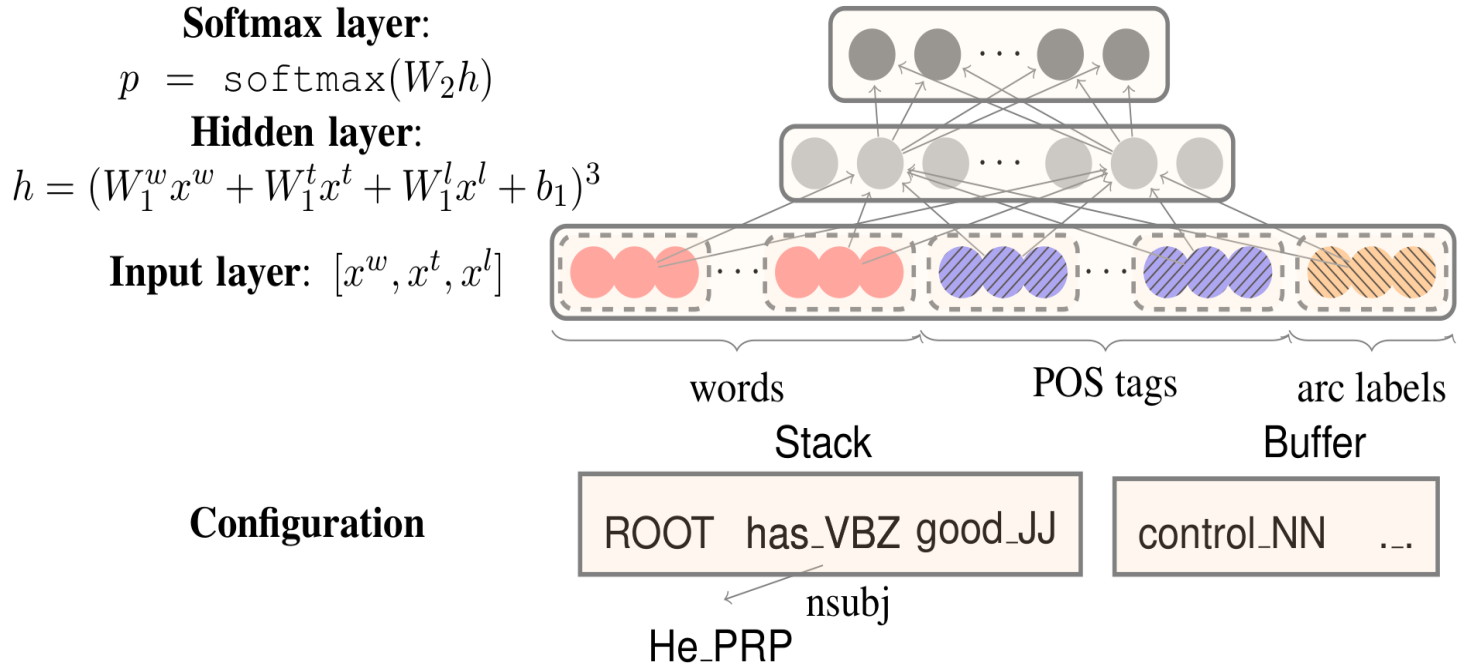 Softmax layer:
p = softmax(W₂h)
Hidden layer:
h = (W₁ʷxʷ + W₁ᵗxᵗ + W₁ˡxˡ + b₁)³
Input layer: [xʷ, xᵗ, xˡ]
···
···
···
···
words
POS tags
arc labels
Stack
Buffer
Configuration
ROOT has_VBZ good_JJ
control_NN ._.
nsubj
He_PRP